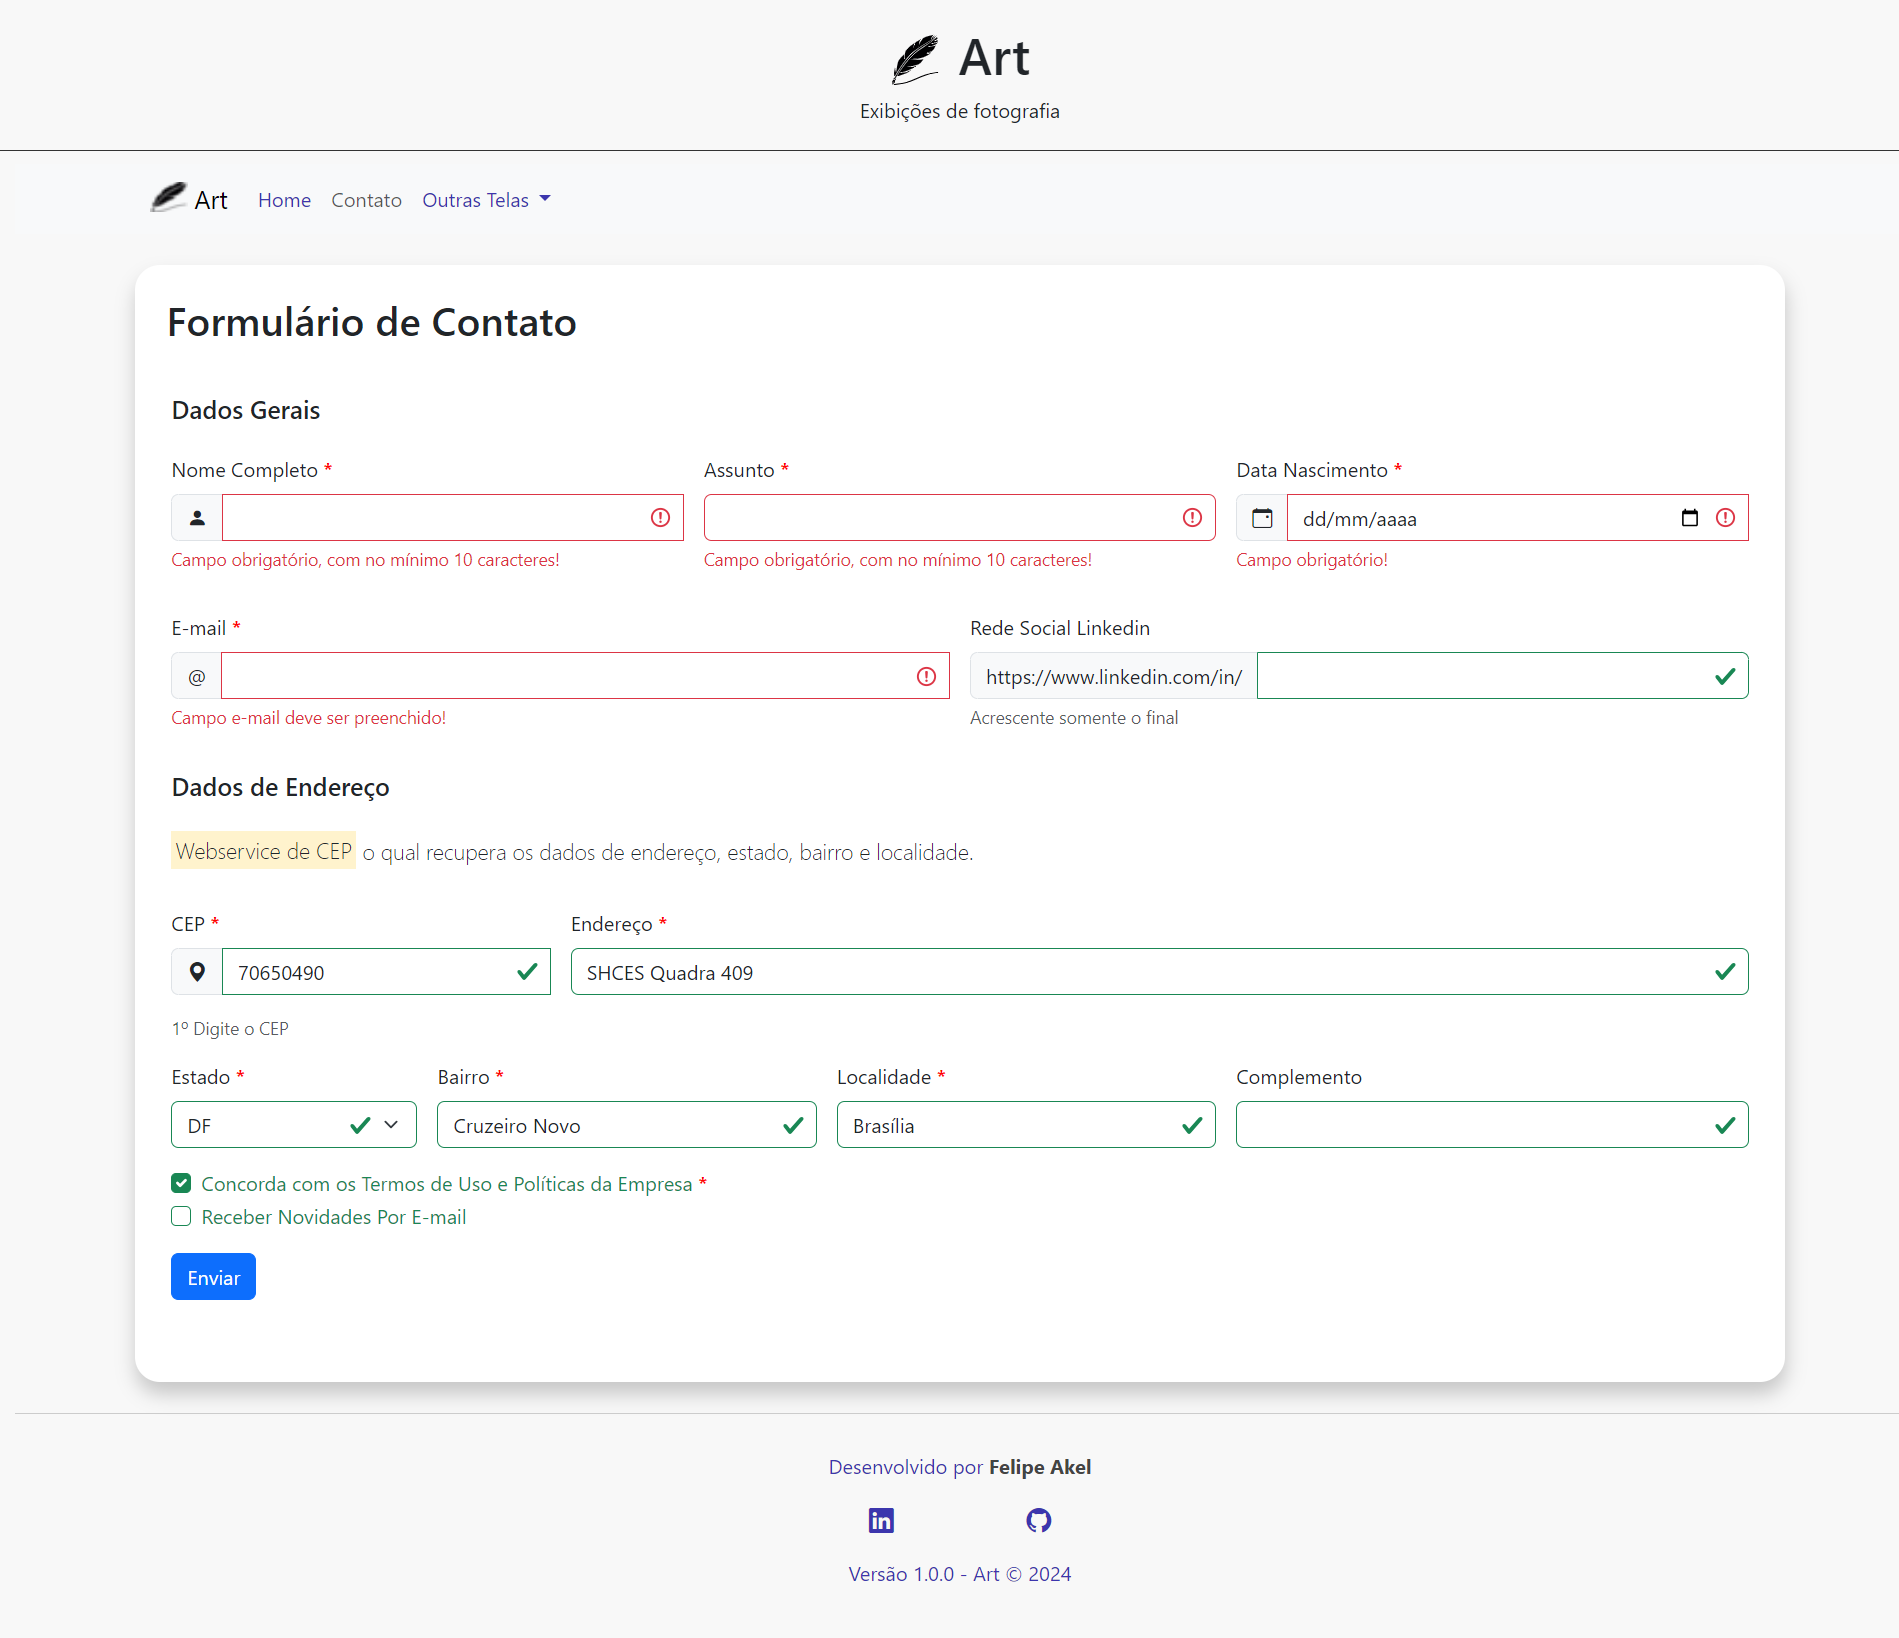 Art
Exibições de fotografia
Art Home Contato Outras Telas
Formulário de Contato
Dados Gerais
Nome Completo * Assunto * Data Nascimento *
dd/mm/aaaa
Campo obrigatório, com no mínimo 10 caracteres! Campo obrigatório, com no mínimo 10 caracteres! Campo obrigatório!
E-mail * Rede Social Linkedin
@ https://www.linkedin.com/in/
Campo e-mail deve ser preenchido! Acrescente somente o final
Dados de Endereço
Webservice de CEP o qual recupera os dados de endereço, estado, bairro e localidade.
CEP * Endereço *
70650490 SHCES Quadra 409
1º Digite o CEP
Estado * Bairro * Localidade * Complemento
DF Cruzeiro Novo Brasília
Concorda com os Termos de Uso e Políticas da Empresa *
Receber Novidades Por E-mail
Enviar
Desenvolvido por Felipe Akel
in
Versão 1.0.0 - Art © 2024